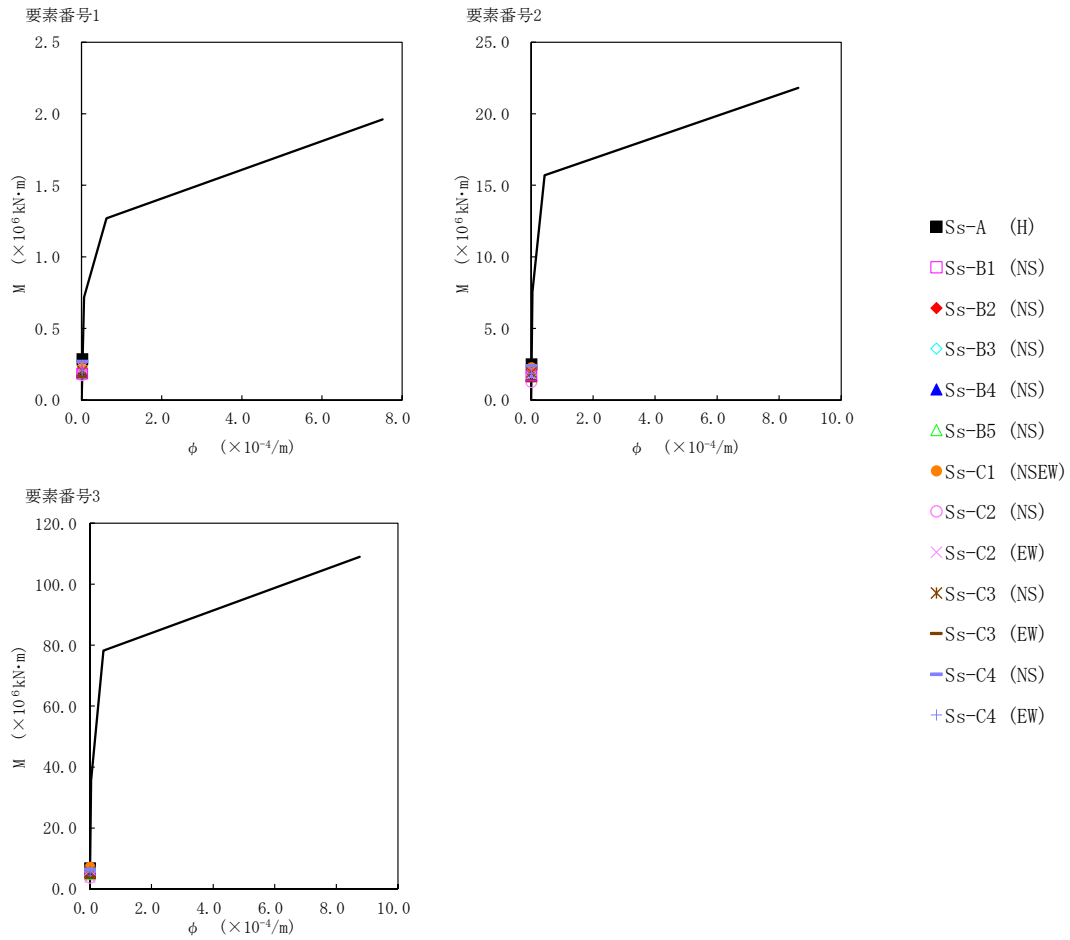 要素番号1
2.5
2.0
1.5
1.0
0.5
0.0
M (×10⁶kN・m)
0.0 2.0 4.0 6.0 8.0
φ (×10⁻⁴/m)
要素番号2
25.0
20.0
15.0
10.0
5.0
0.0
M (×10⁶kN・m)
0.0 2.0 4.0 6.0 8.0 10.0
φ (×10⁻⁴/m)
要素番号3
120.0
100.0
80.0
60.0
40.0
20.0
0.0
M (×10⁶kN・m)
0.0 2.0 4.0 6.0 8.0 10.0
φ (×10⁻⁴/m)
Ss-A (H)
Ss-B1 (NS)
Ss-B2 (NS)
Ss-B3 (NS)
Ss-B4 (NS)
Ss-B5 (NS)
Ss-C1 (NSEW)
Ss-C2 (NS)
Ss-C2 (EW)
Ss-C3 (NS)
Ss-C3 (EW)
Ss-C4 (NS)
Ss-C4 (EW)